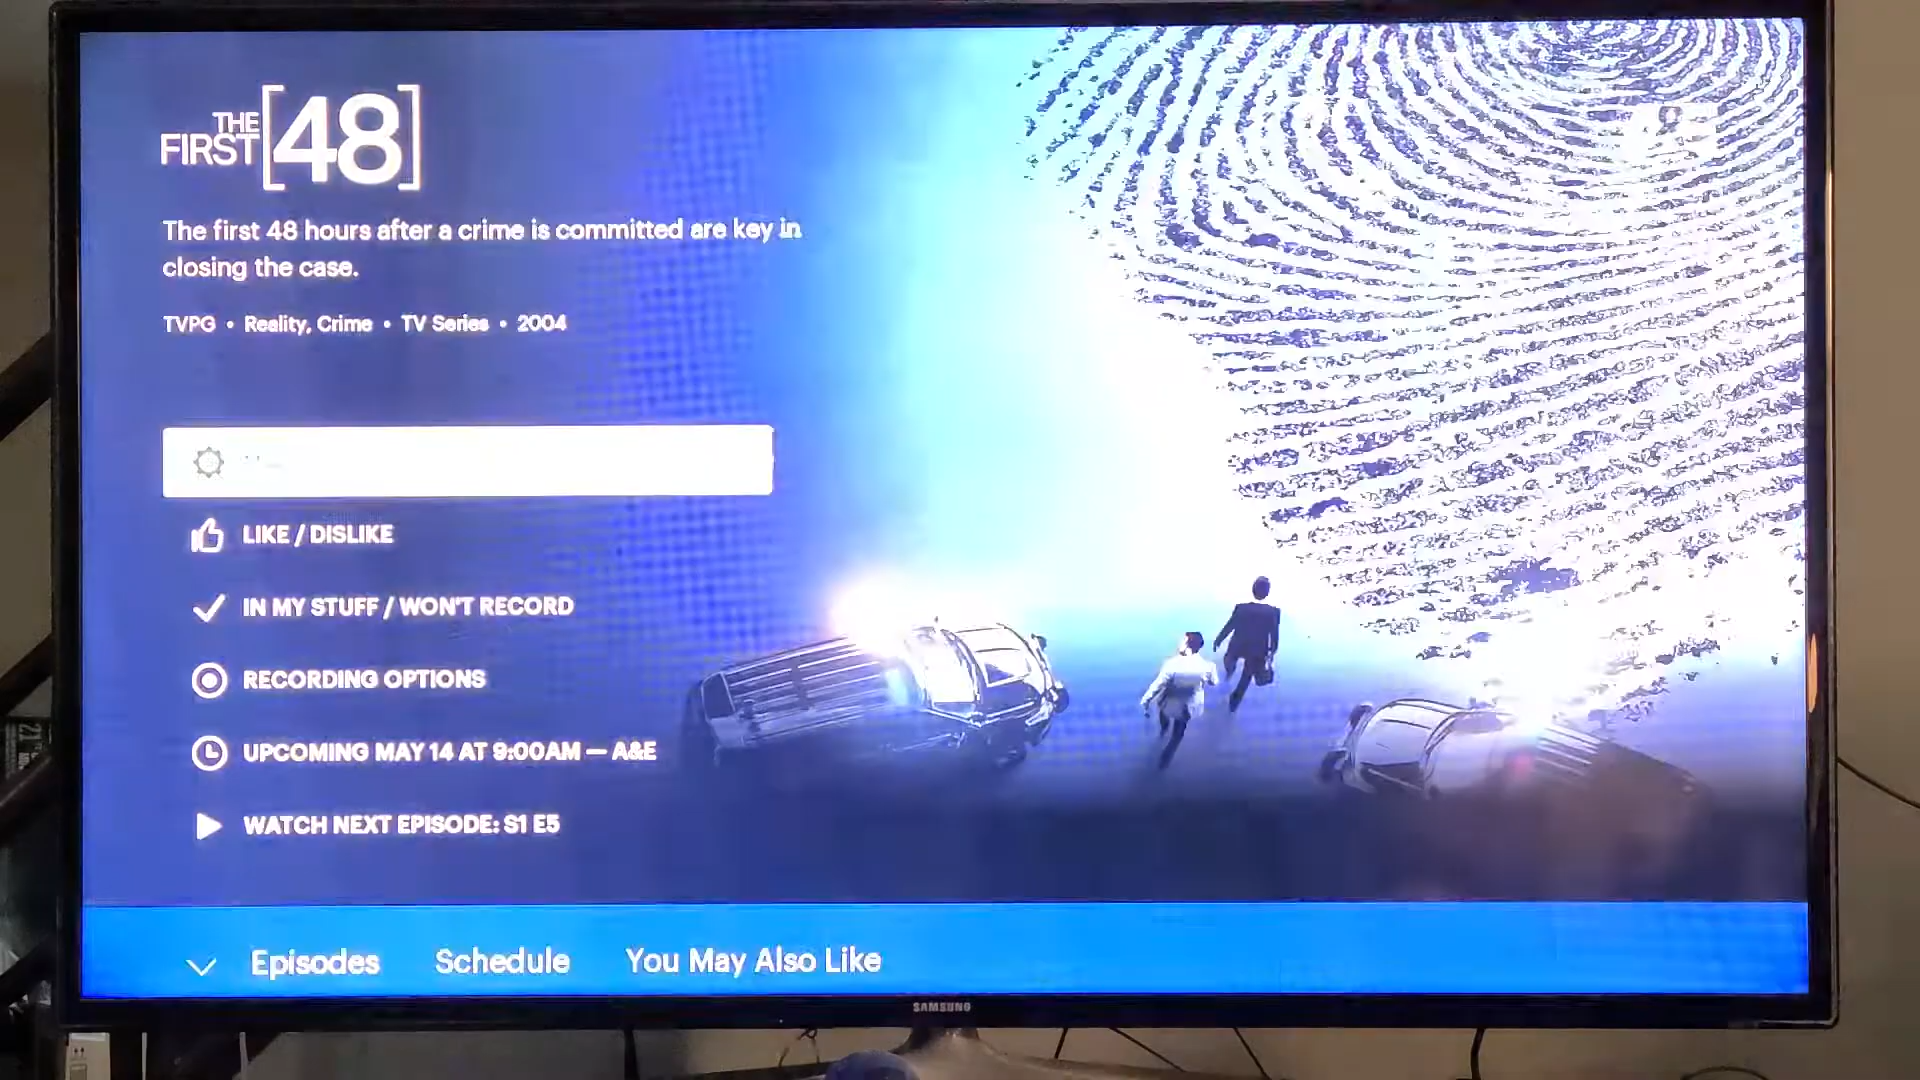 THE
FIRST [48]
The first 48 hours after a crime is committed are key in
closing the case.
TVPG • Reality, Crime • TV Series • 2004
LIKE / DISLIKE
IN MY STUFF / WON'T RECORD
RECORDING OPTIONS
UPCOMING MAY 14 AT 9:00AM — A&E
WATCH NEXT EPISODE: S1 E5
Episodes Schedule You May Also Like
SAMSUNG